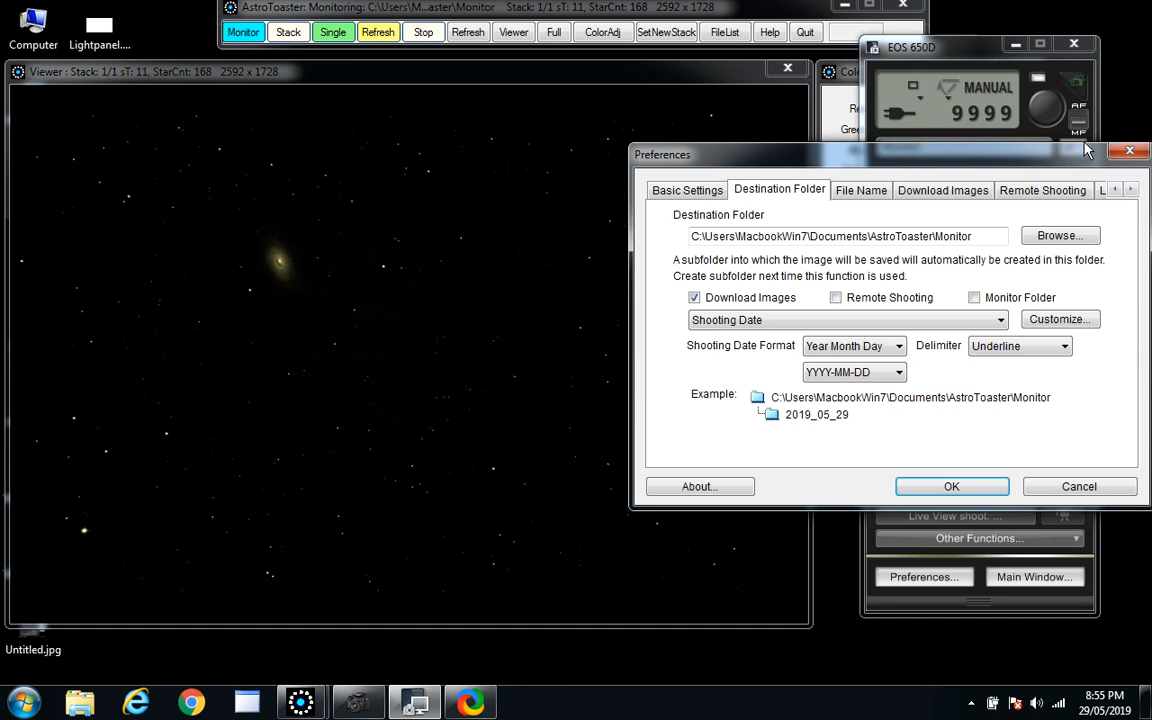 Computer
Lightpanel....
AstroToaster: Monitoring: C:\Users\M...aster\Monitor Stack: 1/1 sT: 11, StarCnt: 168 2592 x 1728
Monitor Stack Single Refresh Stop Refresh Viewer Full ColorAdj SetNewStack FileList Help Quit
Viewer : Stack: 1/1 sT: 11, StarCnt: 168 2592 x 1728
Colo
Re
Gree
EOS 650D
MANUAL
9999
AF
MF
Preferences
Basic Settings Destination Folder File Name Download Images Remote Shooting L
Destination Folder
C:\Users\MacbookWin7\Documents\AstroToaster\Monitor Browse...
A subfolder into which the image will be saved will automatically be created in this folder.
Create subfolder next time this function is used.
Download Images Remote Shooting Monitor Folder
Shooting Date Customize...
Shooting Date Format Year Month Day Delimiter Underline
YYYY-MM-DD
Example: C:\Users\MacbookWin7\Documents\AstroToaster\Monitor
2019_05_29
About... OK Cancel
Live View shoot. ...
Other Functions...
Preferences... Main Window...
Untitled.jpg
8:55 PM
29/05/2019